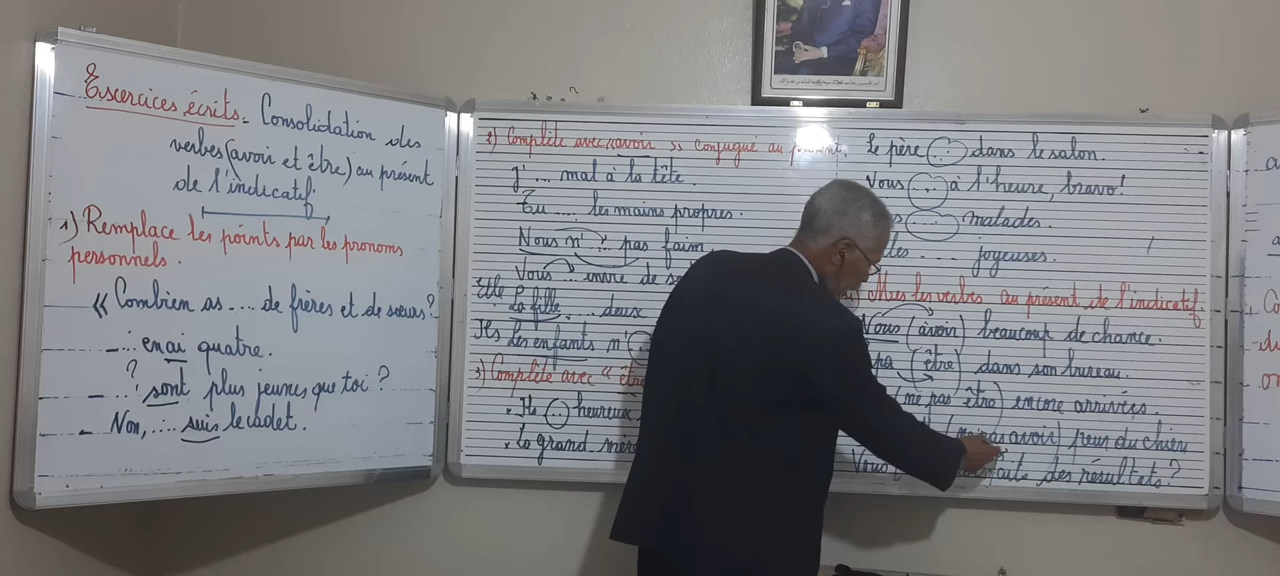 Exercices écrits = Consolidation des
verbes (avoir et être) au présent
de l'indicatif.
1) Remplace les points par les pronoms
personnels.
« Combien as .... de frères et de sœurs ?
- ... en ai quatre.
- ...? sont plus jeunes que toi ?
- Non, .... suis le cadet.
2) Complète avec « avoir » conjugué au présent.
J' ... mal à la tête.
Tu .... les mains propres.
Nous n' ... pas faim.
Vous ... envie de
Elle La fille .... deux
Ils Les enfants n'
3) Complète avec « être
Ils ... heureux
La grand-mère
Le père ... dans le salon.
Vous ... à l'heure, bravo !
... malades.
.... joyeuses.
Mets les verbes au présent de l'indicatif.
Vous (avoir) beaucoup de chance.
(être) dans son bureau.
(ne pas être) encore arrivées.
avoir) peur du chien
Vous
des résultats ?